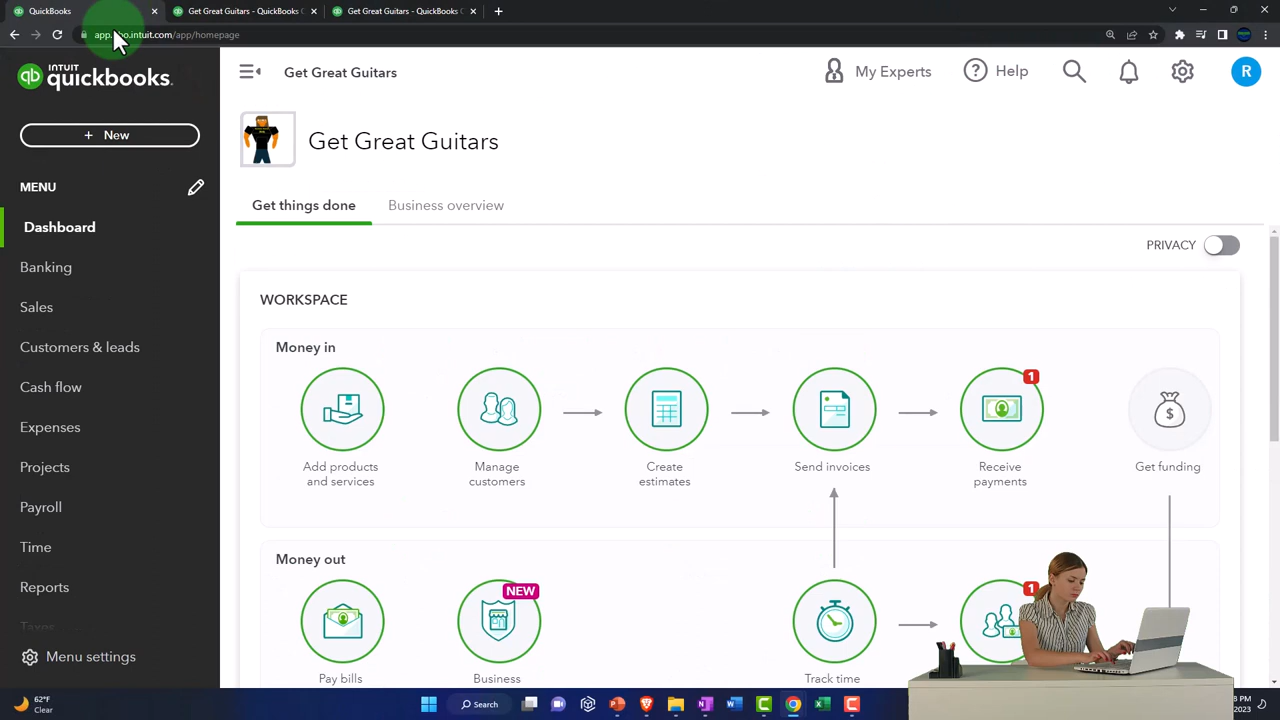 QuickBooks
Get Great Guitars - QuickBooks C
Get Great Guitars - QuickBooks C
intuit.com/app/homepage
INTUIT
quickbooks.
Get Great Guitars
My Experts
Help
R
+ New
Get Great Guitars
MENU
Get things done
Business overview
Dashboard
PRIVACY
Banking
WORKSPACE
Sales
Money in
Customers & leads
1
Cash flow
Expenses
Projects
Add products
and services
Manage
customers
Create
estimates
Send invoices
Receive
payments
$
Get funding
Payroll
Time
Money out
Reports
NEW
1
Taxes
Menu settings
Pay bills
Business
Track time
62°F
Clear
Search
2023